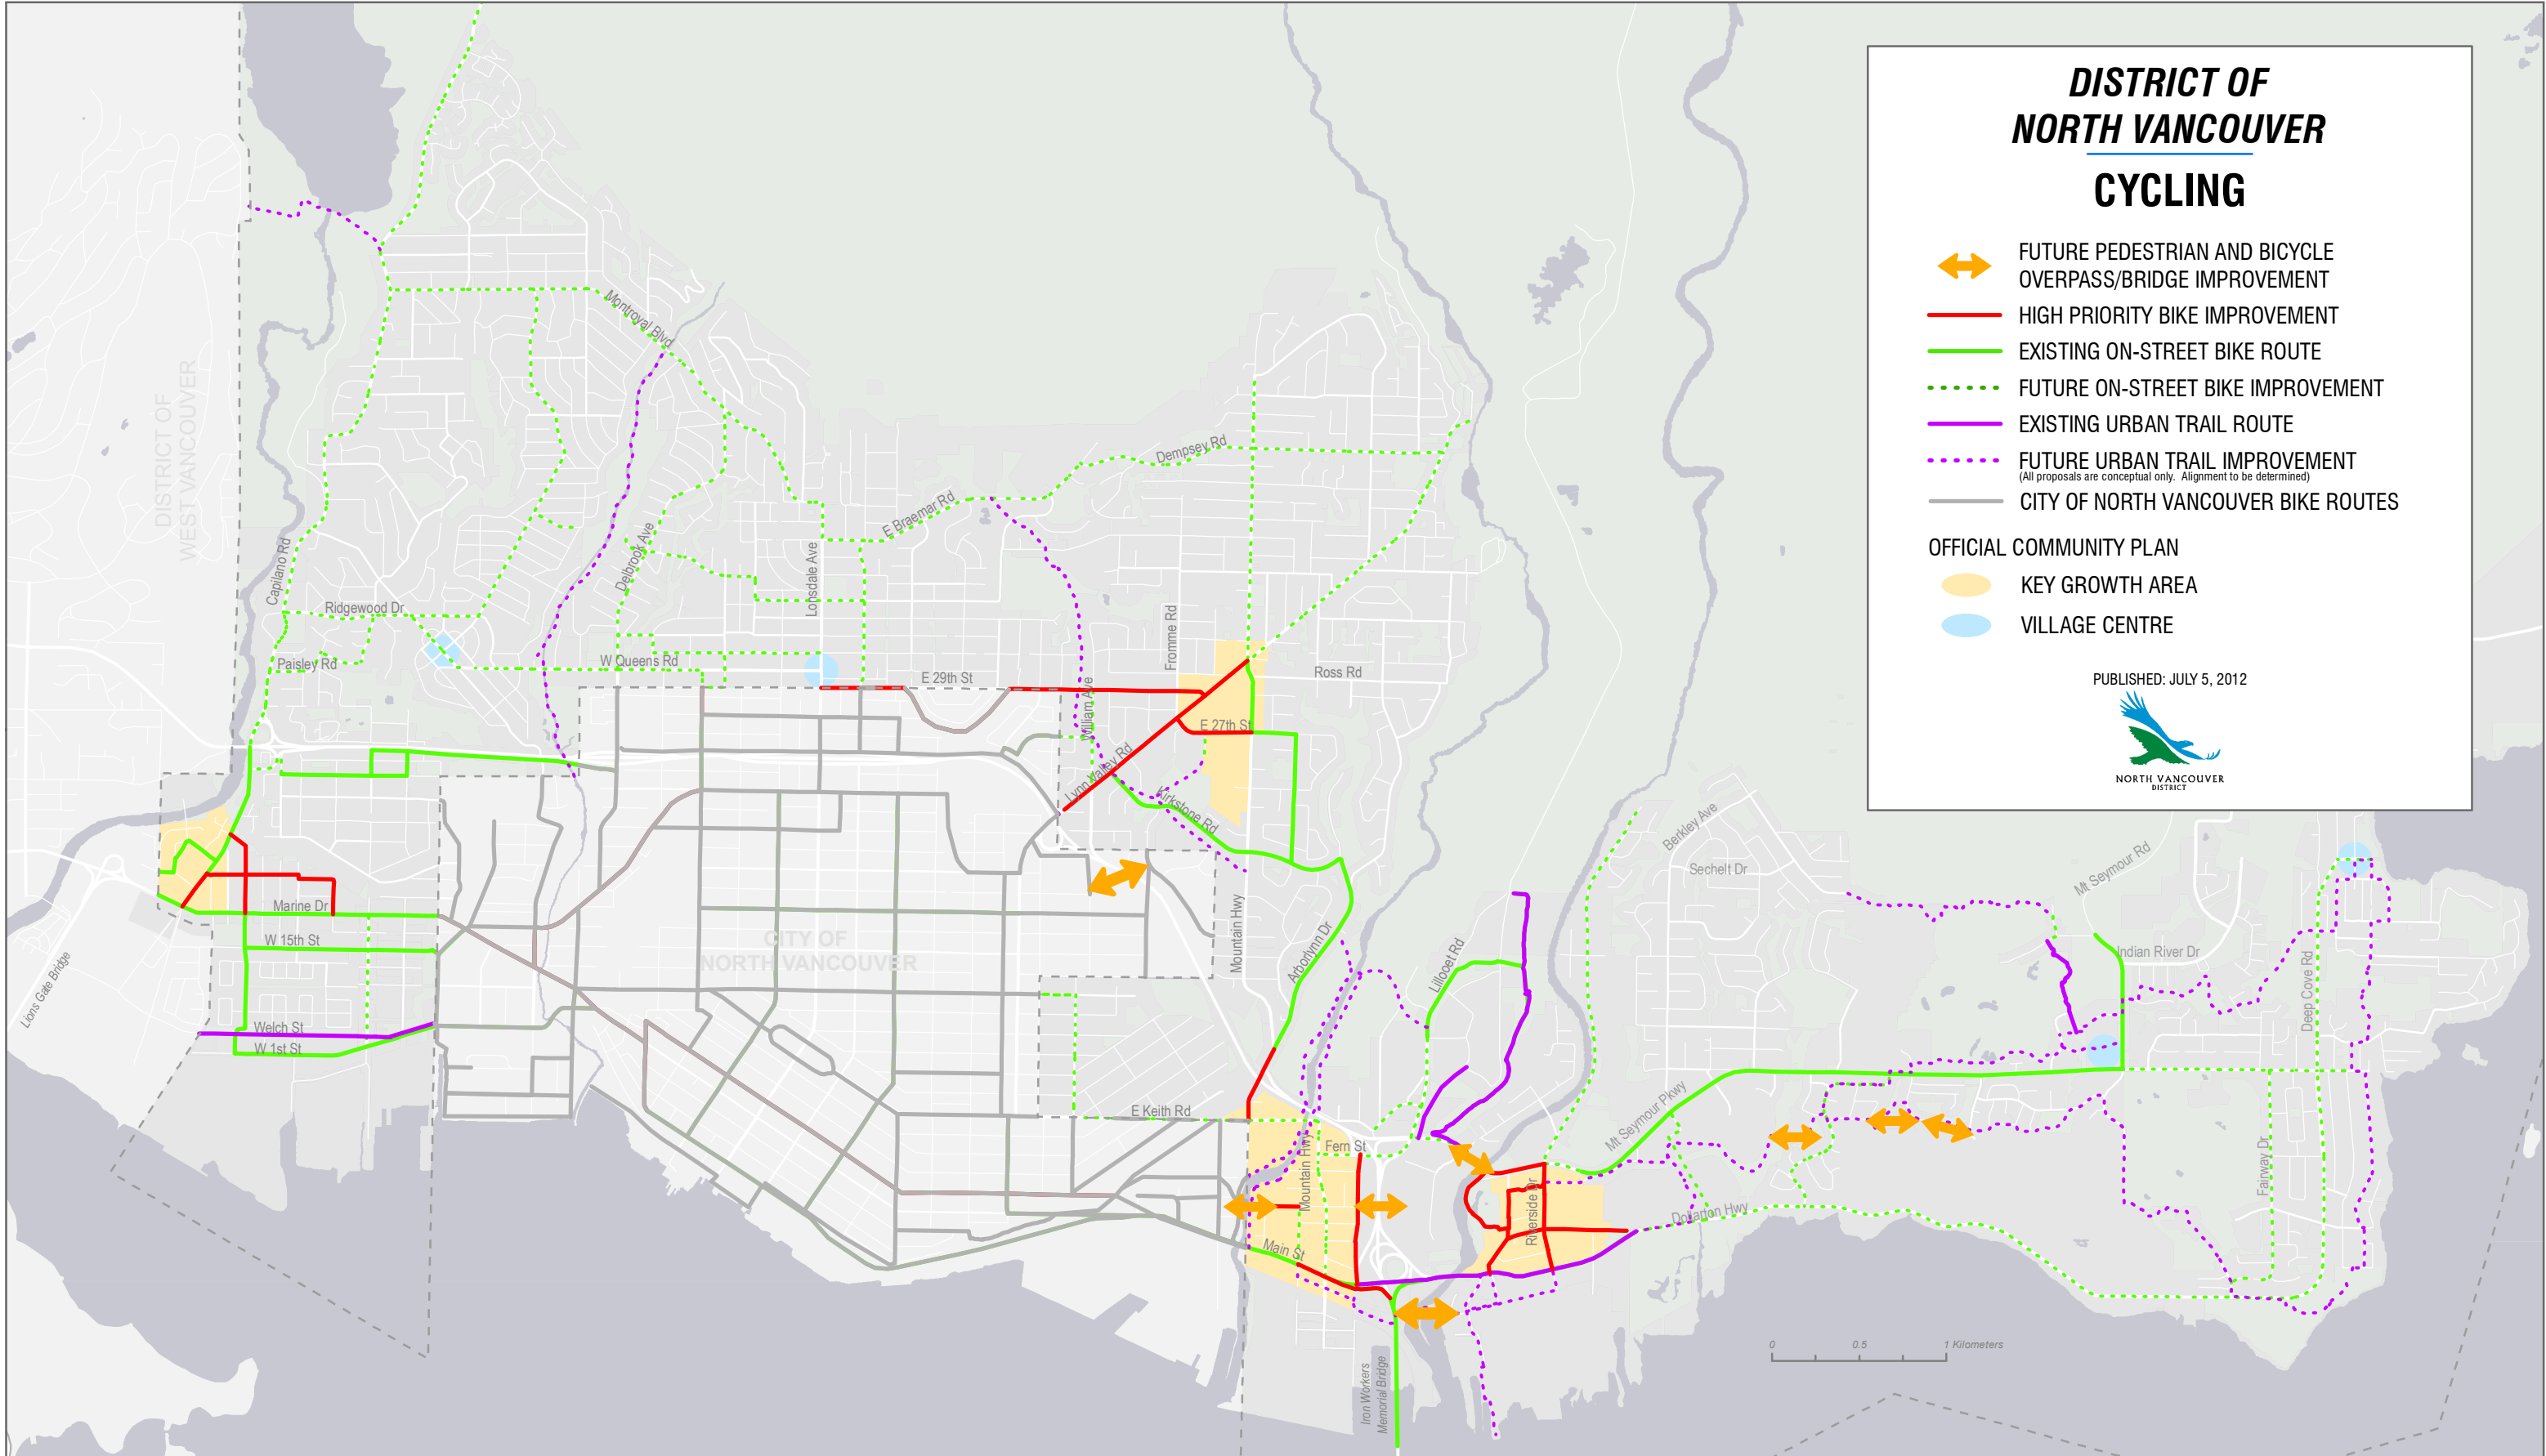 DISTRICT OF
NORTH VANCOUVER
CYCLING
FUTURE PEDESTRIAN AND BICYCLE
OVERPASS/BRIDGE IMPROVEMENT
HIGH PRIORITY BIKE IMPROVEMENT
EXISTING ON-STREET BIKE ROUTE
FUTURE ON-STREET BIKE IMPROVEMENT
EXISTING URBAN TRAIL ROUTE
FUTURE URBAN TRAIL IMPROVEMENT
(All proposals are conceptual only. Alignment to be determined)
CITY OF NORTH VANCOUVER BIKE ROUTES
OFFICIAL COMMUNITY PLAN
KEY GROWTH AREA
VILLAGE CENTRE
PUBLISHED: JULY 5, 2012
NORTH VANCOUVER
DISTRICT
DISTRICT OF
WEST VANCOUVER
Montroyal Blvd
Dempsey Rd
E Braemar Rd
Delbrook Ave
Lonsdale Ave
Capilano Rd
Ridgewood Dr
Paisley Rd
W Queens Rd
E 29th St
Fromme Rd
Ross Rd
William Ave
E 27th St
Lynn Valley Rd
Kirkstone Rd
Berkley Ave
Sechelt Dr
Mt Seymour Rd
Marine Dr
W 15th St
CITY OF
NORTH VANCOUVER
Mountain Hwy
Arborlynn Dr
Lillooet Rd
Indian River Dr
Deep Cove Rd
Lions Gate Bridge
Welch St
W 1st St
E Keith Rd
Mountain Hwy
Fern St
Mt Seymour Pkwy
Riverside Dr
Dollarton Hwy
Fairway Dr
Main St
Iron Workers
Memorial Bridge
0
0.5
1 Kilometers